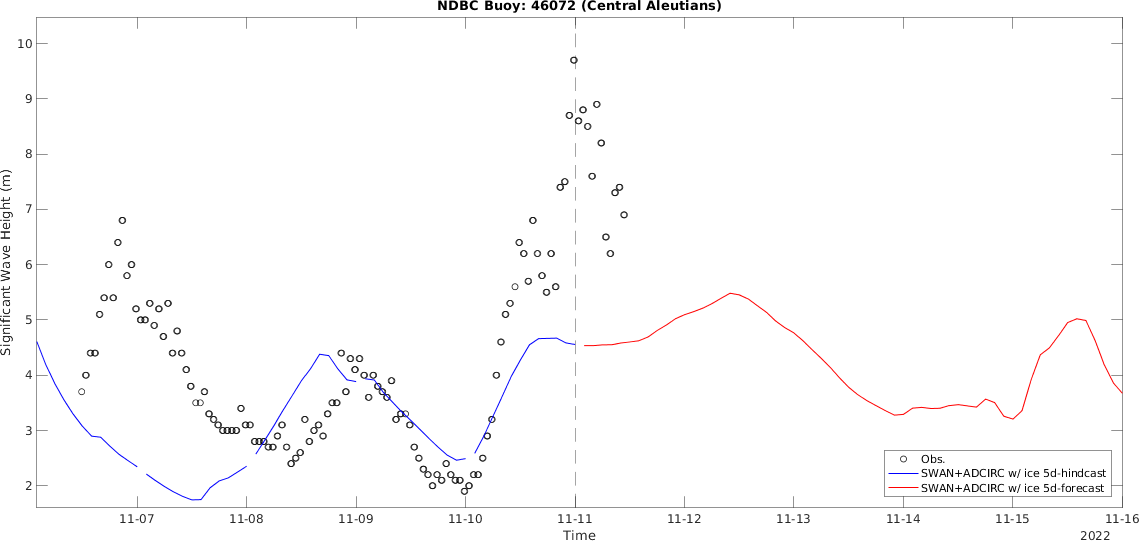 NDBC Buoy: 46072 (Central Aleutians)
Significant Wave Height (m)
10
9
8
7
6
5
4
3
2
Obs.
SWAN+ADCIRC w/ ice 5d-hindcast
SWAN+ADCIRC w/ ice 5d-forecast
11-07 11-08 11-09 11-10 11-11 11-12 11-13 11-14 11-15 11-16
Time
2022